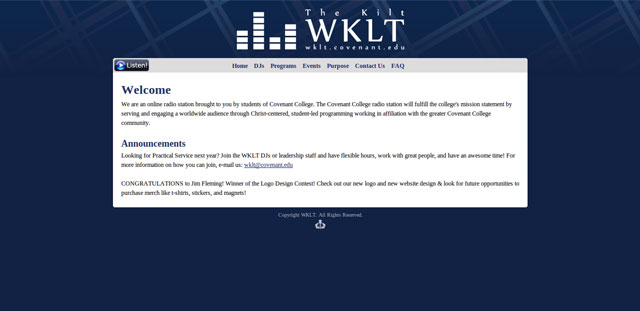 The Kilt
WKLT
wklt.covenant.edu
Listen!
Home DJs Programs Events Purpose Contact Us FAQ
Welcome
We are an online radio station brought to you by students of Covenant College. The Covenant College radio station will fulfill the college's mission statement by
serving and engaging a worldwide audience through Christ-centered, student-led programming working in affiliation with the greater Covenant College
community.
Announcements
Looking for Practical Service next year? Join the WKLT DJs or leadership staff and have flexible hours, work with great people, and have an awesome time! For
more information on how you can join, e-mail us: wklt@covenant.edu
CONGRATULATIONS to Jim Fleming! Winner of the Logo Design Contest! Check out our new logo and new website design & look for future opportunities to
purchase merch like t-shirts, stickers, and magnets!
Copyright WKLT. All Rights Reserved.